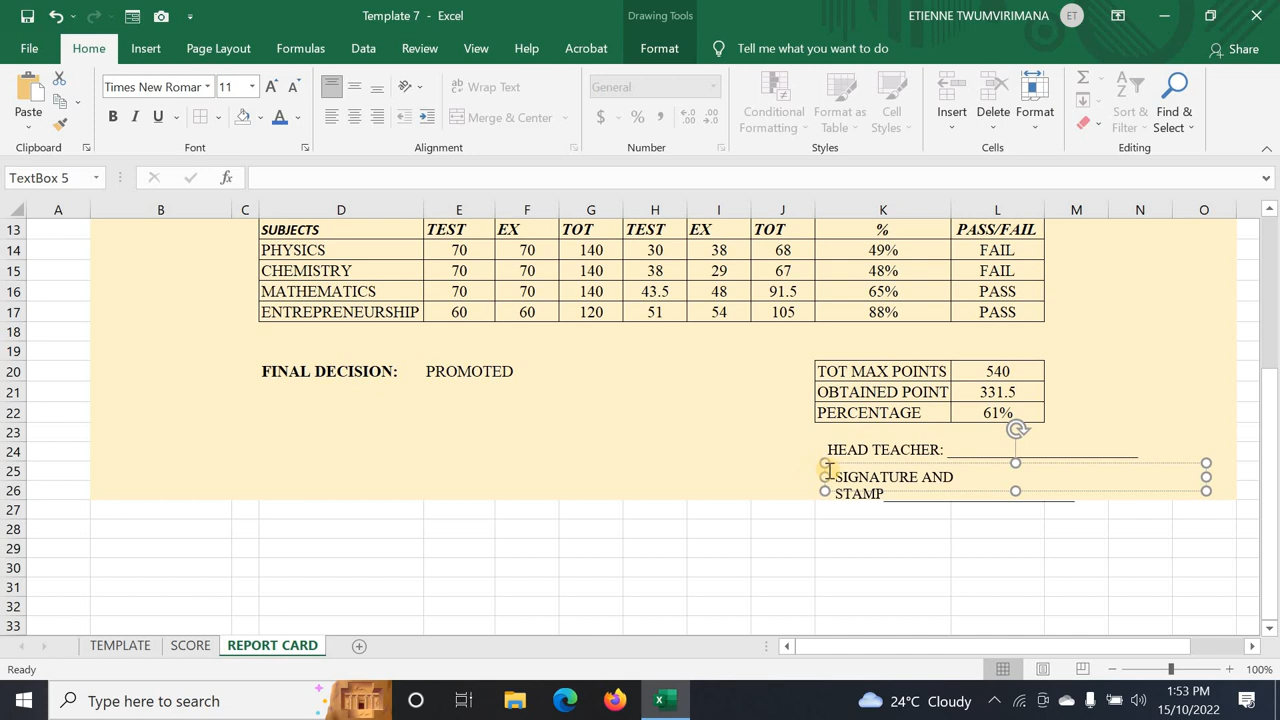 Template 7 - Excel
Drawing Tools
ETIENNE TWUMVIRIMANA
ET
File Home Insert Page Layout Formulas Data Review View Help Acrobat Format Tell me what you want to do Share
Times New Romar 11
Wrap Text
General
Paste
B I U
Merge & Center
$ % ,
Conditional Formatting
Format as Table
Cell Styles
Insert
Delete
Format
Sort & Filter
Find & Select
Clipboard Font Alignment Number Styles Cells Editing
TextBox 5
fx
A B C D E F G H I J K L M N O
13 SUBJECTS TEST EX TOT TEST EX TOT % PASS/FAIL
14 PHYSICS 70 70 140 30 38 68 49% FAIL
15 CHEMISTRY 70 70 140 38 29 67 48% FAIL
16 MATHEMATICS 70 70 140 43.5 48 91.5 65% PASS
17 ENTREPRENEURSHIP 60 60 120 51 54 105 88% PASS
18
19
20 FINAL DECISION: PROMOTED TOT MAX POINTS 540
21 OBTAINED POINT 331.5
22 PERCENTAGE 61%
23
24 HEAD TEACHER: _________________________
25 SIGNATURE AND
26 STAMP_________________________
27
28
29
30
31
32
33
TEMPLATE SCORE REPORT CARD
Ready
100%
Type here to search
24°C Cloudy
1:53 PM
15/10/2022